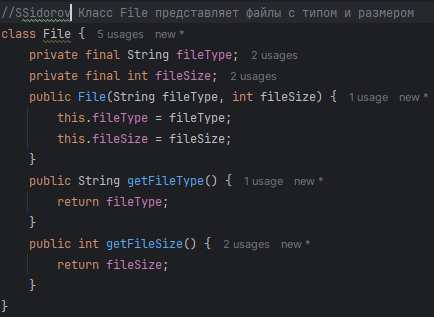 //SSidorov Класс File представляет файлы с типом и размером
class File {  5 usages  new *
    private final String fileType;  2 usages
    private final int fileSize;  2 usages
    public File(String fileType, int fileSize) {  1 usage  new *
        this.fileType = fileType;
        this.fileSize = fileSize;
    }
    public String getFileType() {  1 usage  new *
        return fileType;
    }
    public int getFileSize() {  2 usages  new *
        return fileSize;
    }
}